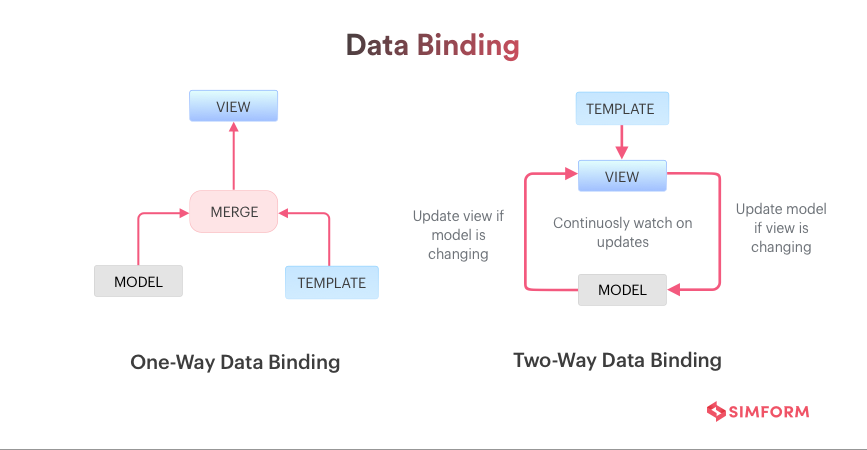 Data Binding
VIEW
MERGE
MODEL
TEMPLATE
One-Way Data Binding
TEMPLATE
VIEW
Update view if
model is
changing
Continuosly watch on
updates
Update model
if view is
changing
MODEL
Two-Way Data Binding
SIMFORM